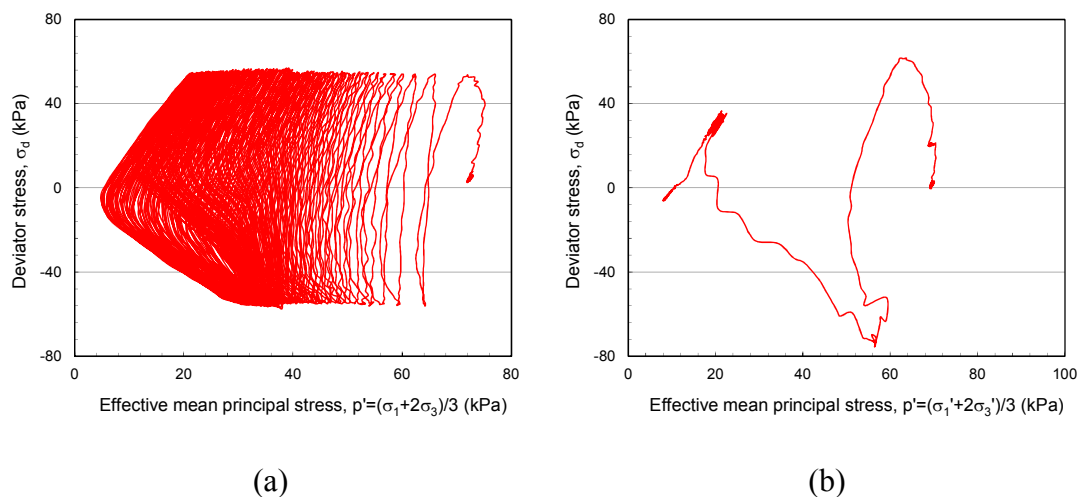 80
40
0
-40
-80
Deviator stress, σd (kPa)
0 20 40 60 80
Effective mean principal stress, p'=(σ1+2σ3)/3 (kPa)
(a)
80
40
0
-40
-80
Deviator stress, σd (kPa)
0 20 40 60 80 100
Effective mean principal stress, p'=(σ1'+2σ3')/3 (kPa)
(b)